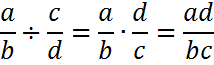 a/b ÷ c/d = a/b · d/c = ad/bc